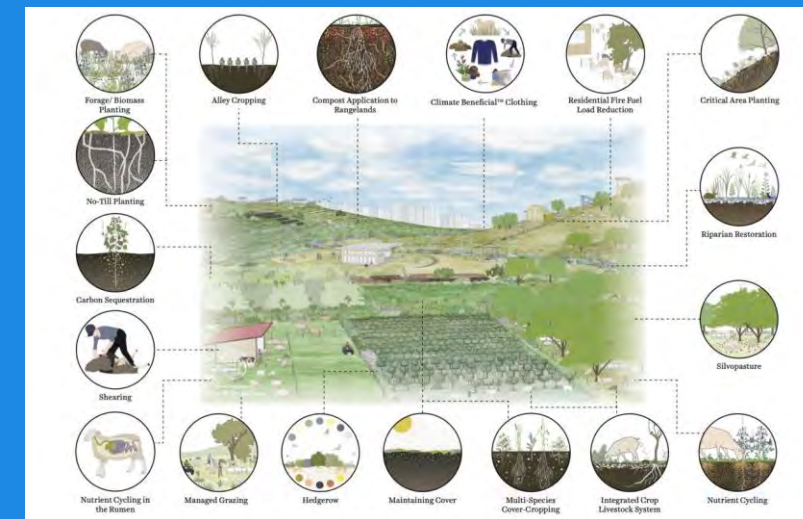 Forage/ Biomass
Planting
Alley Cropping
Compost Application to
Rangelands
Climate Beneficial™ Clothing
Residential Fire Fuel
Load Reduction
Critical Area Planting
No-Till Planting
Riparian Restoration
Carbon Sequestration
Silvopasture
Shearing
Nutrient Cycling in
the Rumen
Managed Grazing
Hedgerow
Maintaining Cover
Multi-Species
Cover-Cropping
Integrated Crop
Livestock System
Nutrient Cycling